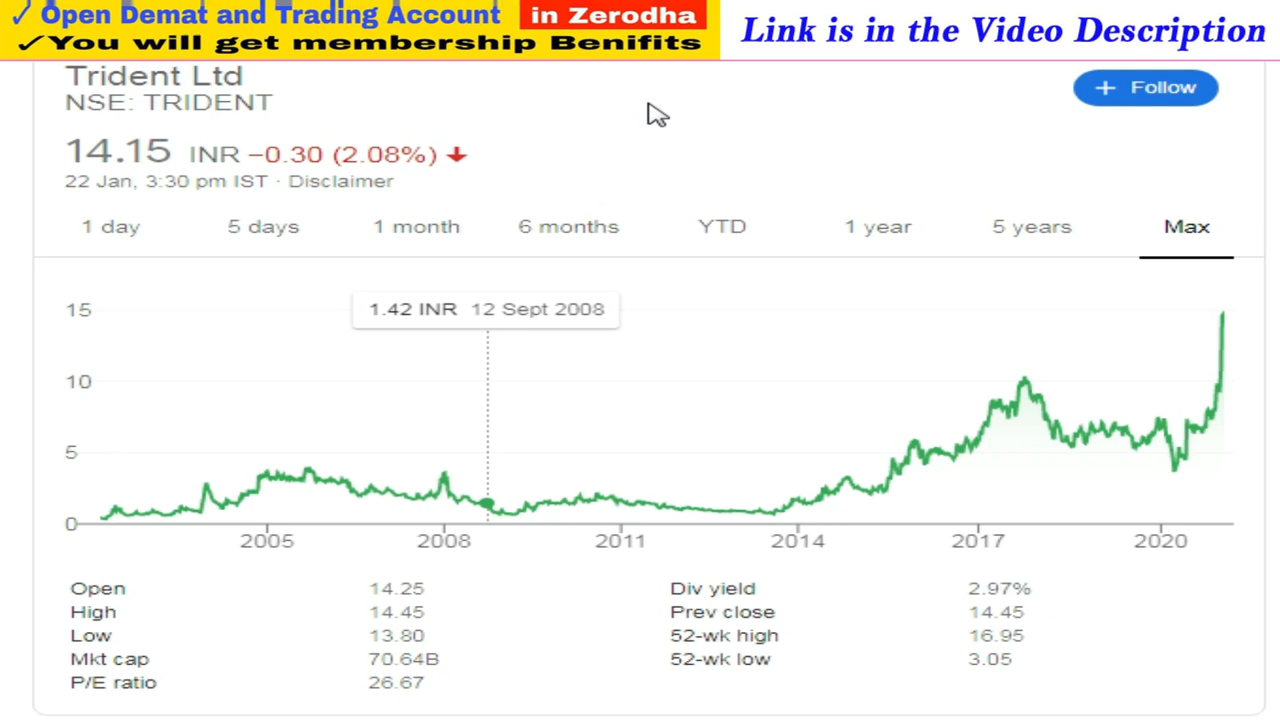 ✓ Open Demat and Trading Account in Zerodha
✓You will get membership Benifits
Link is in the Video Description
Trident Ltd
NSE: TRIDENT
+ Follow
14.15 INR −0.30 (2.08%) ↓
22 Jan, 3:30 pm IST · Disclaimer
1 day 5 days 1 month 6 months YTD 1 year 5 years Max
1.42 INR 12 Sept 2008
15
10
5
0
2005 2008 2011 2014 2017 2020
Open 14.25 Div yield 2.97%
High 14.45 Prev close 14.45
Low 13.80 52-wk high 16.95
Mkt cap 70.64B 52-wk low 3.05
P/E ratio 26.67